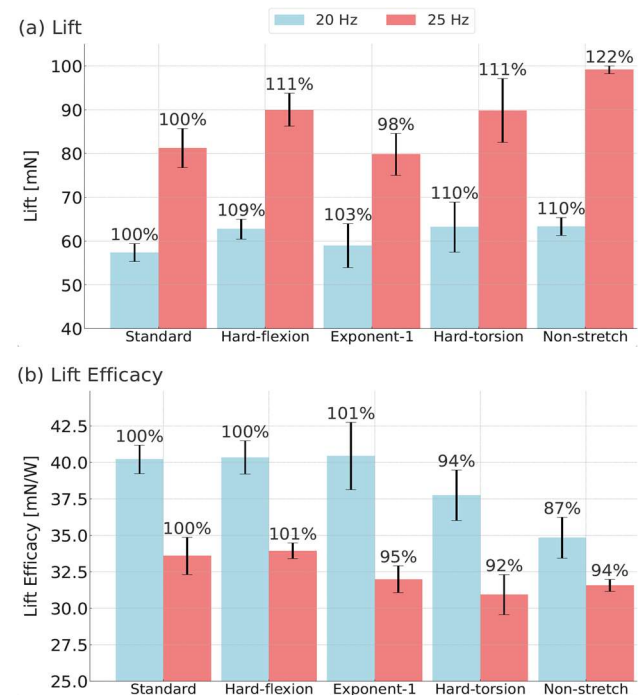 (a) Lift
20 Hz 25 Hz
Lift [mN]
100
90
80
70
60
50
40
100% 100% 109% 111% 103% 98% 110% 111% 110% 122%
Standard Hard-flexion Exponent-1 Hard-torsion Non-stretch
(b) Lift Efficacy
Lift Efficacy [mN/W]
42.5
40.0
37.5
35.0
32.5
30.0
27.5
25.0
100% 100% 100% 101% 101% 95% 94% 92% 87% 94%
Standard Hard-flexion Exponent-1 Hard-torsion Non-stretch